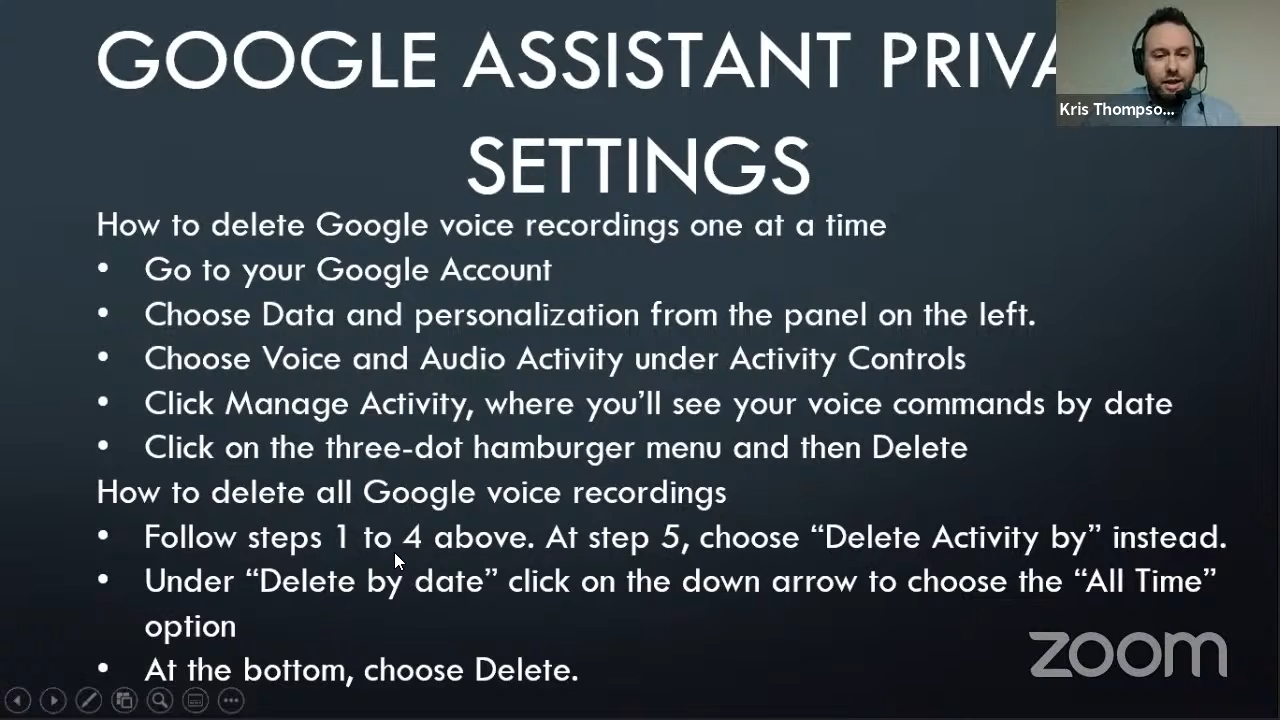 GOOGLE ASSISTANT PRIVA
Kris Thompso...
SETTINGS
How to delete Google voice recordings one at a time
• Go to your Google Account
• Choose Data and personalization from the panel on the left.
• Choose Voice and Audio Activity under Activity Controls
• Click Manage Activity, where you’ll see your voice commands by date
• Click on the three-dot hamburger menu and then Delete
How to delete all Google voice recordings
• Follow steps 1 to 4 above. At step 5, choose “Delete Activity by” instead.
• Under “Delete by date” click on the down arrow to choose the “All Time”
option
• At the bottom, choose Delete.
zoom